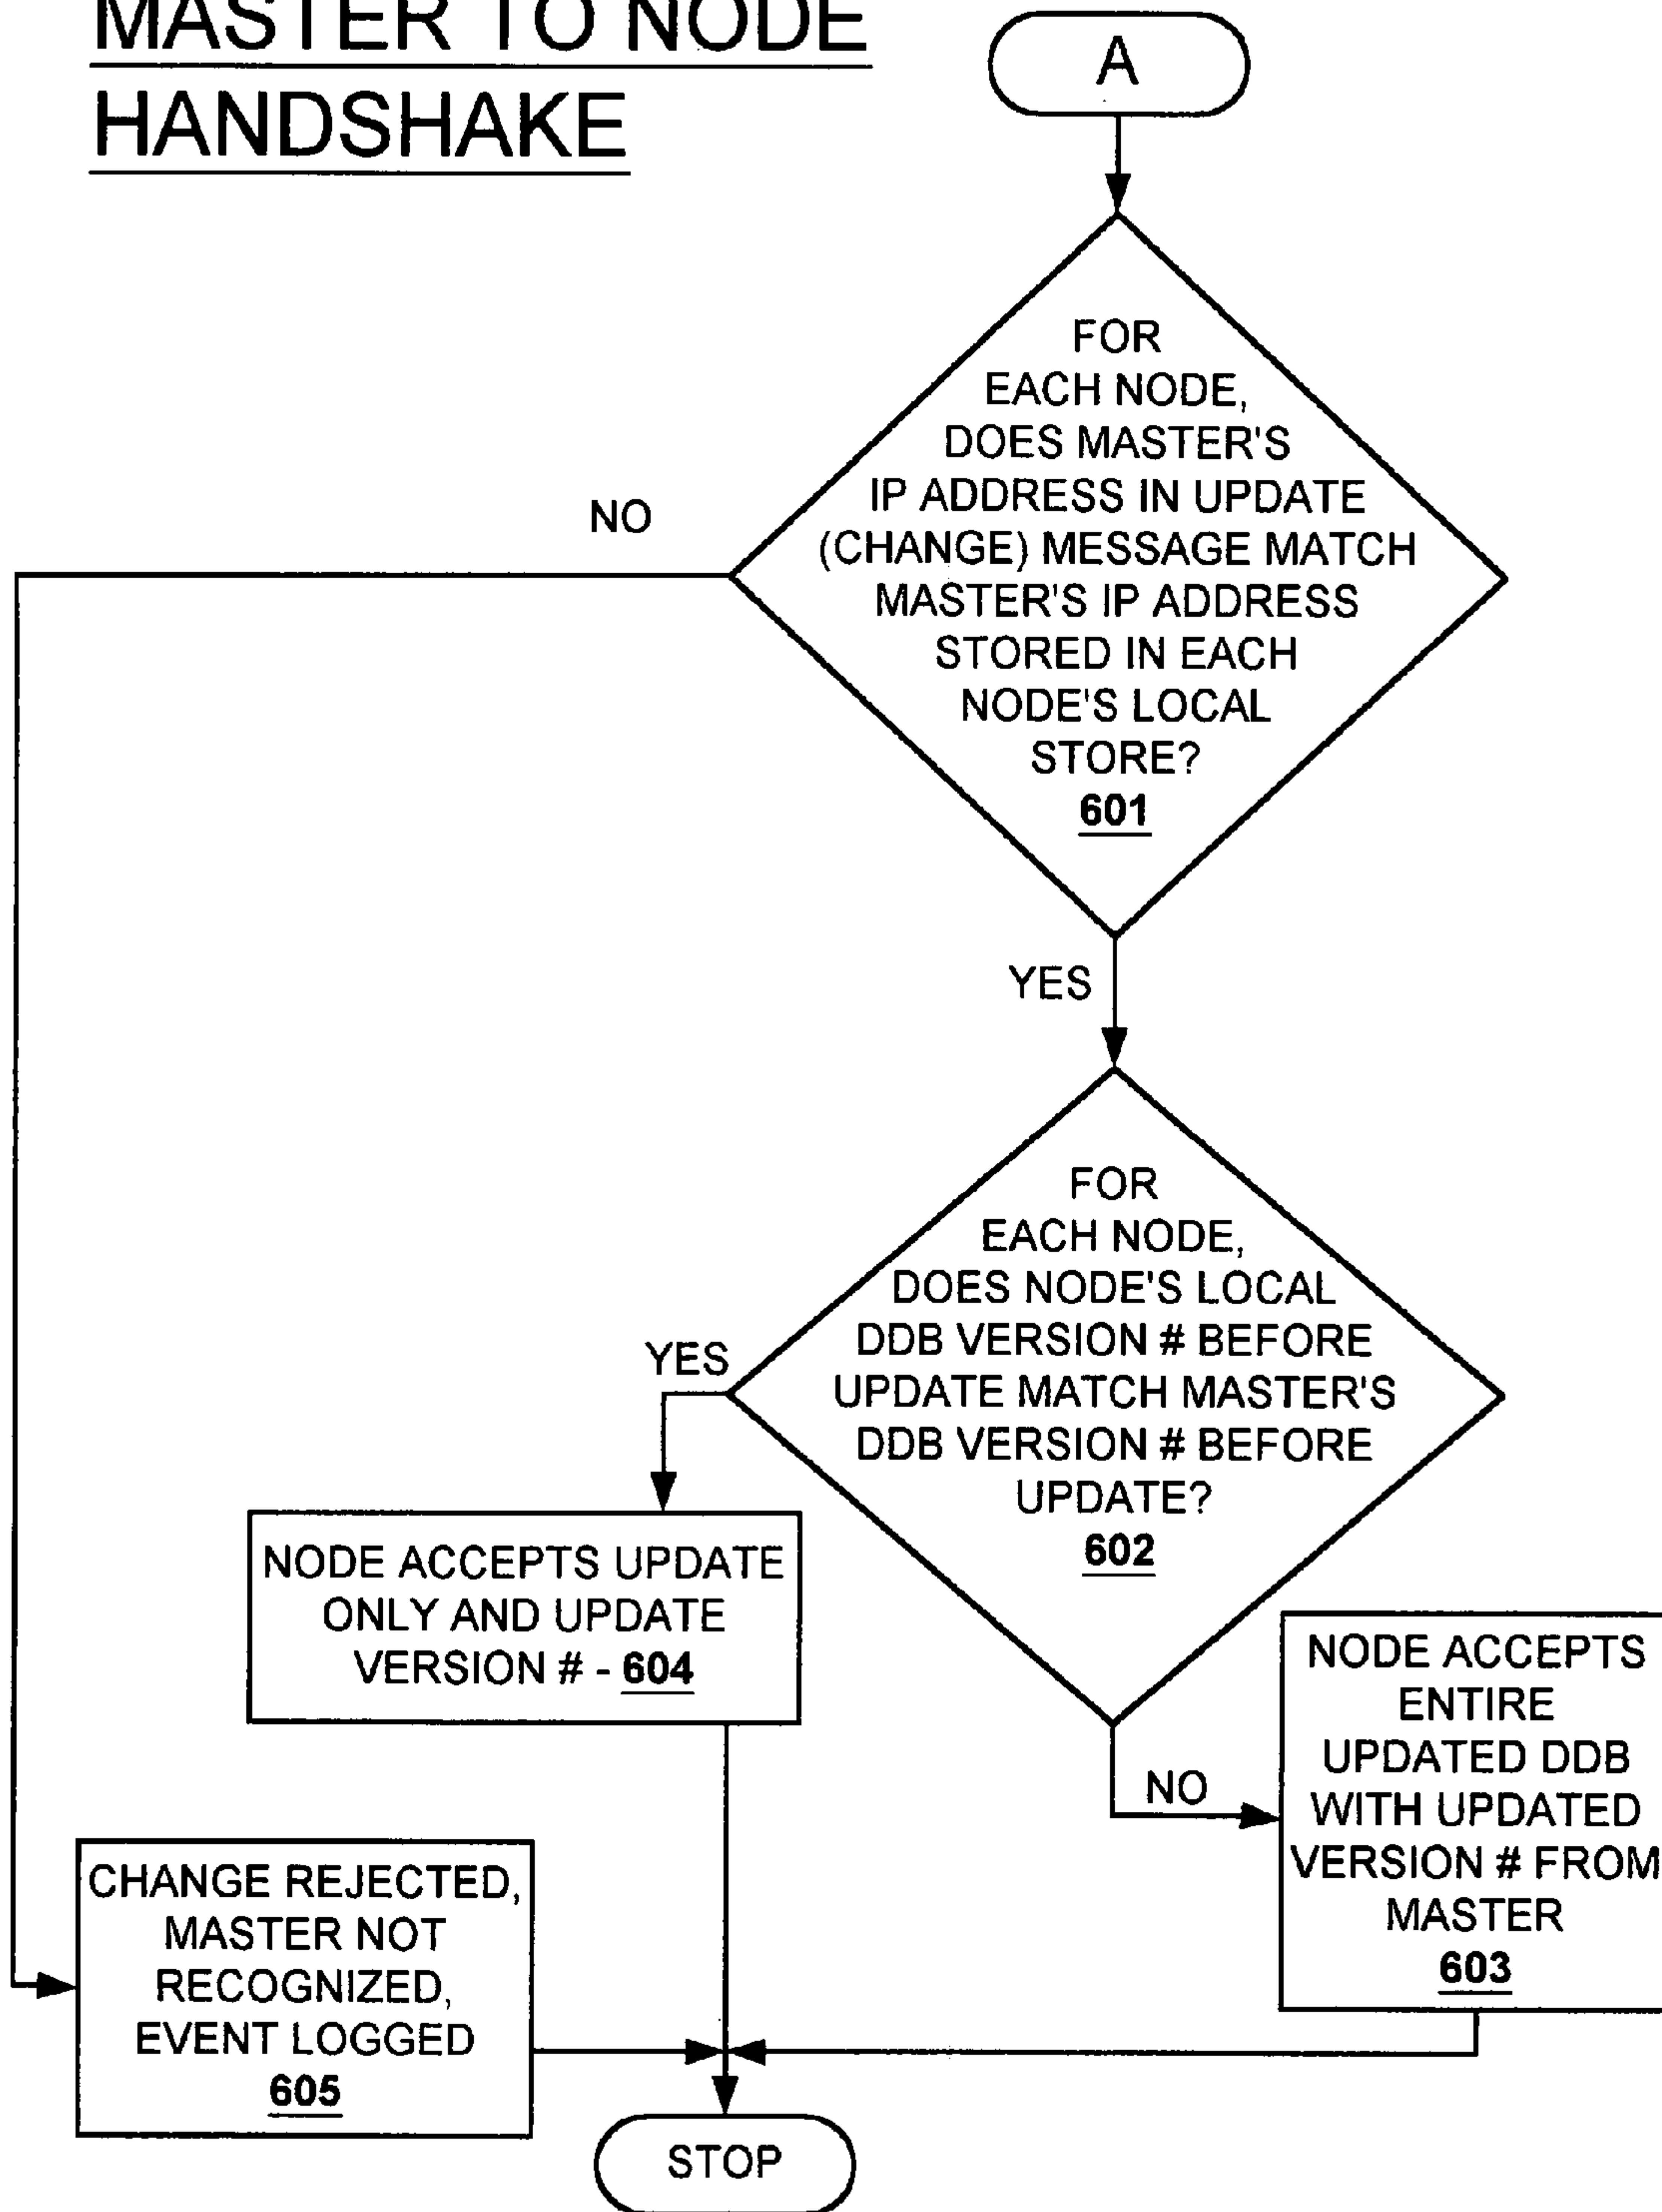 MASTER TO NODE
HANDSHAKE
A
FOR
EACH NODE,
DOES MASTER'S
IP ADDRESS IN UPDATE
(CHANGE) MESSAGE MATCH
MASTER'S IP ADDRESS
STORED IN EACH
NODE'S LOCAL
STORE?
601
NO
YES
FOR
EACH NODE,
DOES NODE'S LOCAL
DDB VERSION # BEFORE
UPDATE MATCH MASTER'S
DDB VERSION # BEFORE
UPDATE?
602
YES
NODE ACCEPTS UPDATE
ONLY AND UPDATE
VERSION # - 604
NO
NODE ACCEPTS
ENTIRE
UPDATED DDB
WITH UPDATED
VERSION # FROM
MASTER
603
CHANGE REJECTED,
MASTER NOT
RECOGNIZED,
EVENT LOGGED
605
STOP